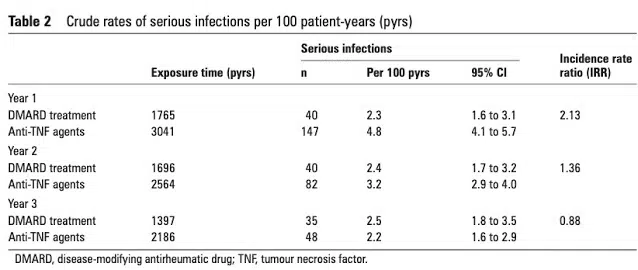 Table 2 Crude rates of serious infections per 100 patient-years (pyrs)
Serious infections
Exposure time (pyrs) n Per 100 pyrs 95% CI Incidence rate ratio (IRR)
Year 1
DMARD treatment 1765 40 2.3 1.6 to 3.1 2.13
Anti-TNF agents 3041 147 4.8 4.1 to 5.7
Year 2
DMARD treatment 1696 40 2.4 1.7 to 3.2 1.36
Anti-TNF agents 2564 82 3.2 2.9 to 4.0
Year 3
DMARD treatment 1397 35 2.5 1.8 to 3.5 0.88
Anti-TNF agents 2186 48 2.2 1.6 to 2.9
DMARD, disease-modifying antirheumatic drug; TNF, tumour necrosis factor.